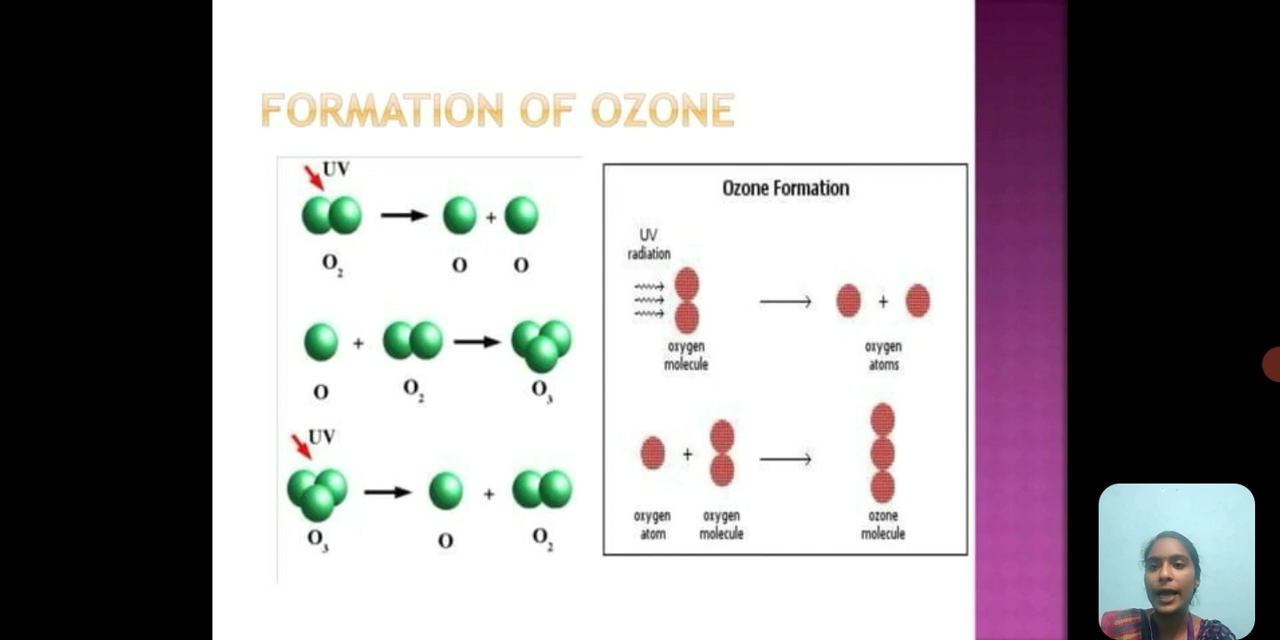 FORMATION OF OZONE
UV
O₂ O O
O O₂ O₃
UV
O₃ O O₂
Ozone Formation
UV
radiation
oxygen
molecule
oxygen
atoms
oxygen
atom
oxygen
molecule
ozone
molecule